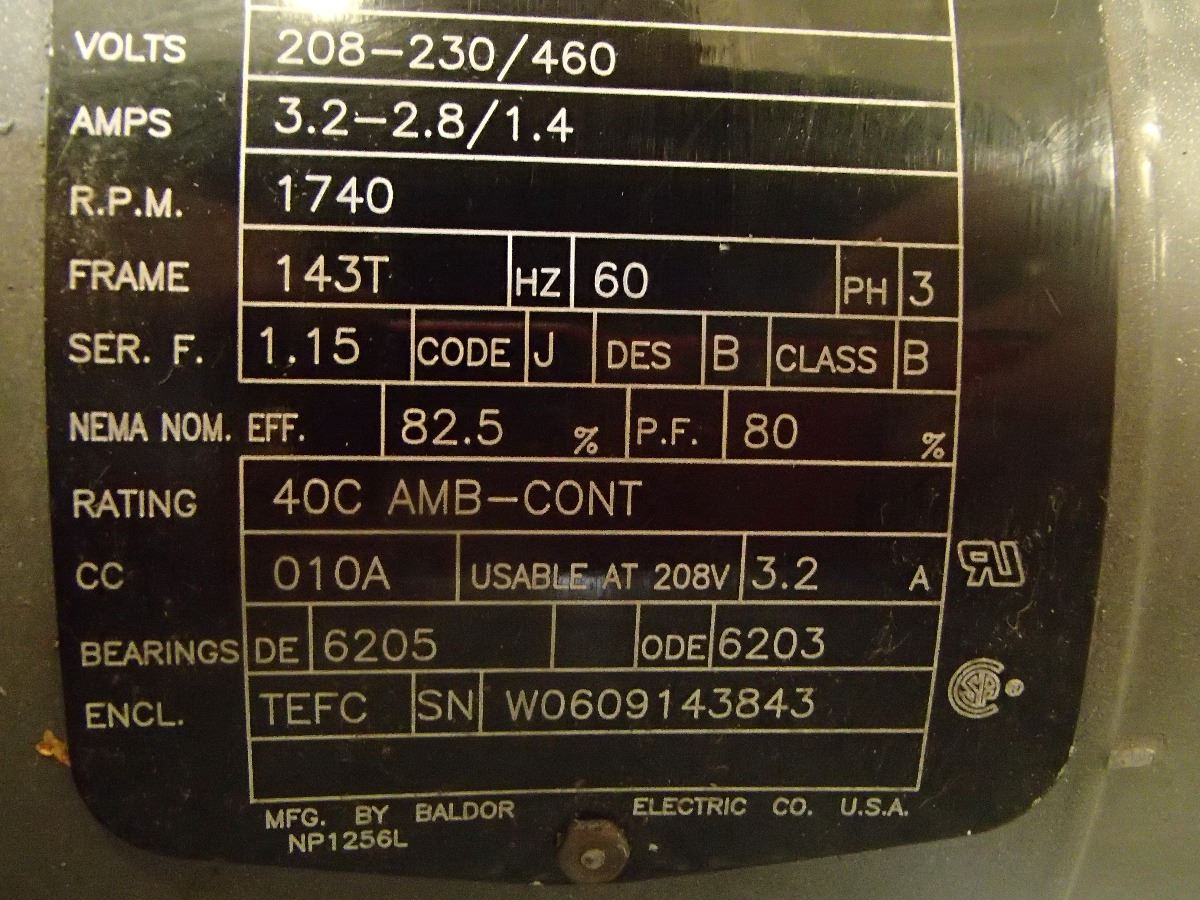 VOLTS 208-230/460
AMPS 3.2-2.8/1.4
R.P.M. 1740
FRAME 143T HZ 60 PH 3
SER. F. 1.15 CODE J DES B CLASS B
NEMA NOM. EFF. 82.5 % P.F. 80 %
RATING 40C AMB-CONT
CC 010A USABLE AT 208V 3.2 A
BEARINGS DE 6205 ODE 6203
ENCL. TEFC SN W0609143843
MFG. BY BALDOR ELECTRIC CO. U.S.A.
NP1256L